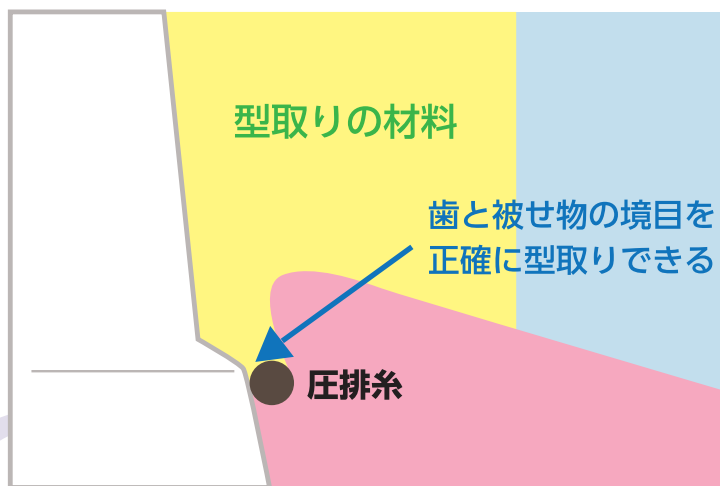 型取りの材料
歯と被せ物の境目を
正確に型取りできる
圧排糸